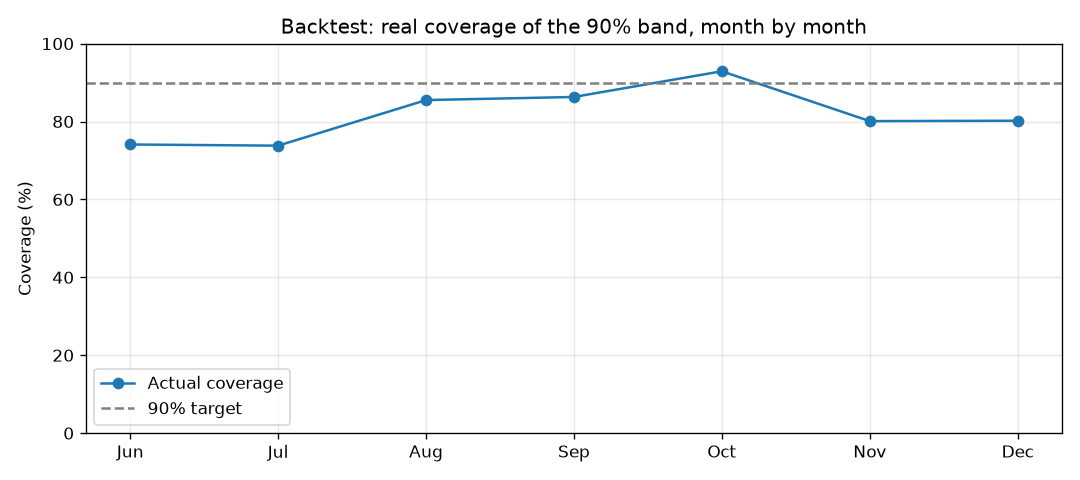 Backtest: real coverage of the 90% band, month by month
Coverage (%)
100
80
60
40
20
0
Actual coverage
90% target
Jun Jul Aug Sep Oct Nov Dec